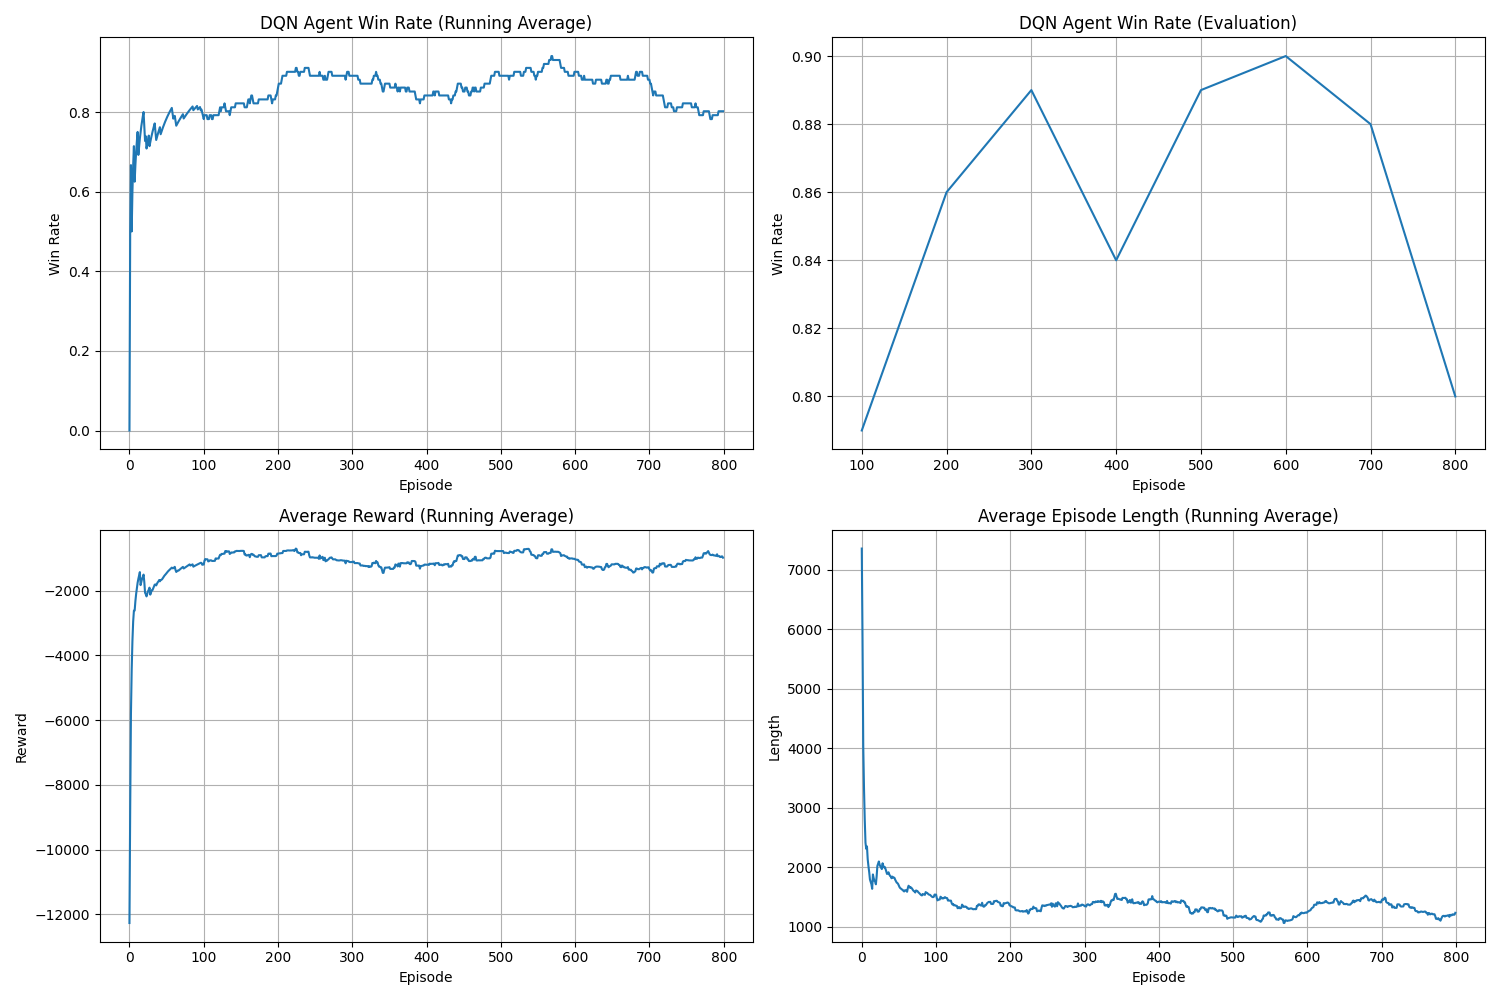 DQN Agent Win Rate (Running Average)
Win Rate
0.8
0.6
0.4
0.2
0.0
0 100 200 300 400 500 600 700 800
Episode
DQN Agent Win Rate (Evaluation)
Win Rate
0.90
0.88
0.86
0.84
0.82
0.80
100 200 300 400 500 600 700 800
Episode
Average Reward (Running Average)
Reward
−2000
−4000
−6000
−8000
−10000
−12000
0 100 200 300 400 500 600 700 800
Episode
Average Episode Length (Running Average)
Length
7000
6000
5000
4000
3000
2000
1000
0 100 200 300 400 500 600 700 800
Episode